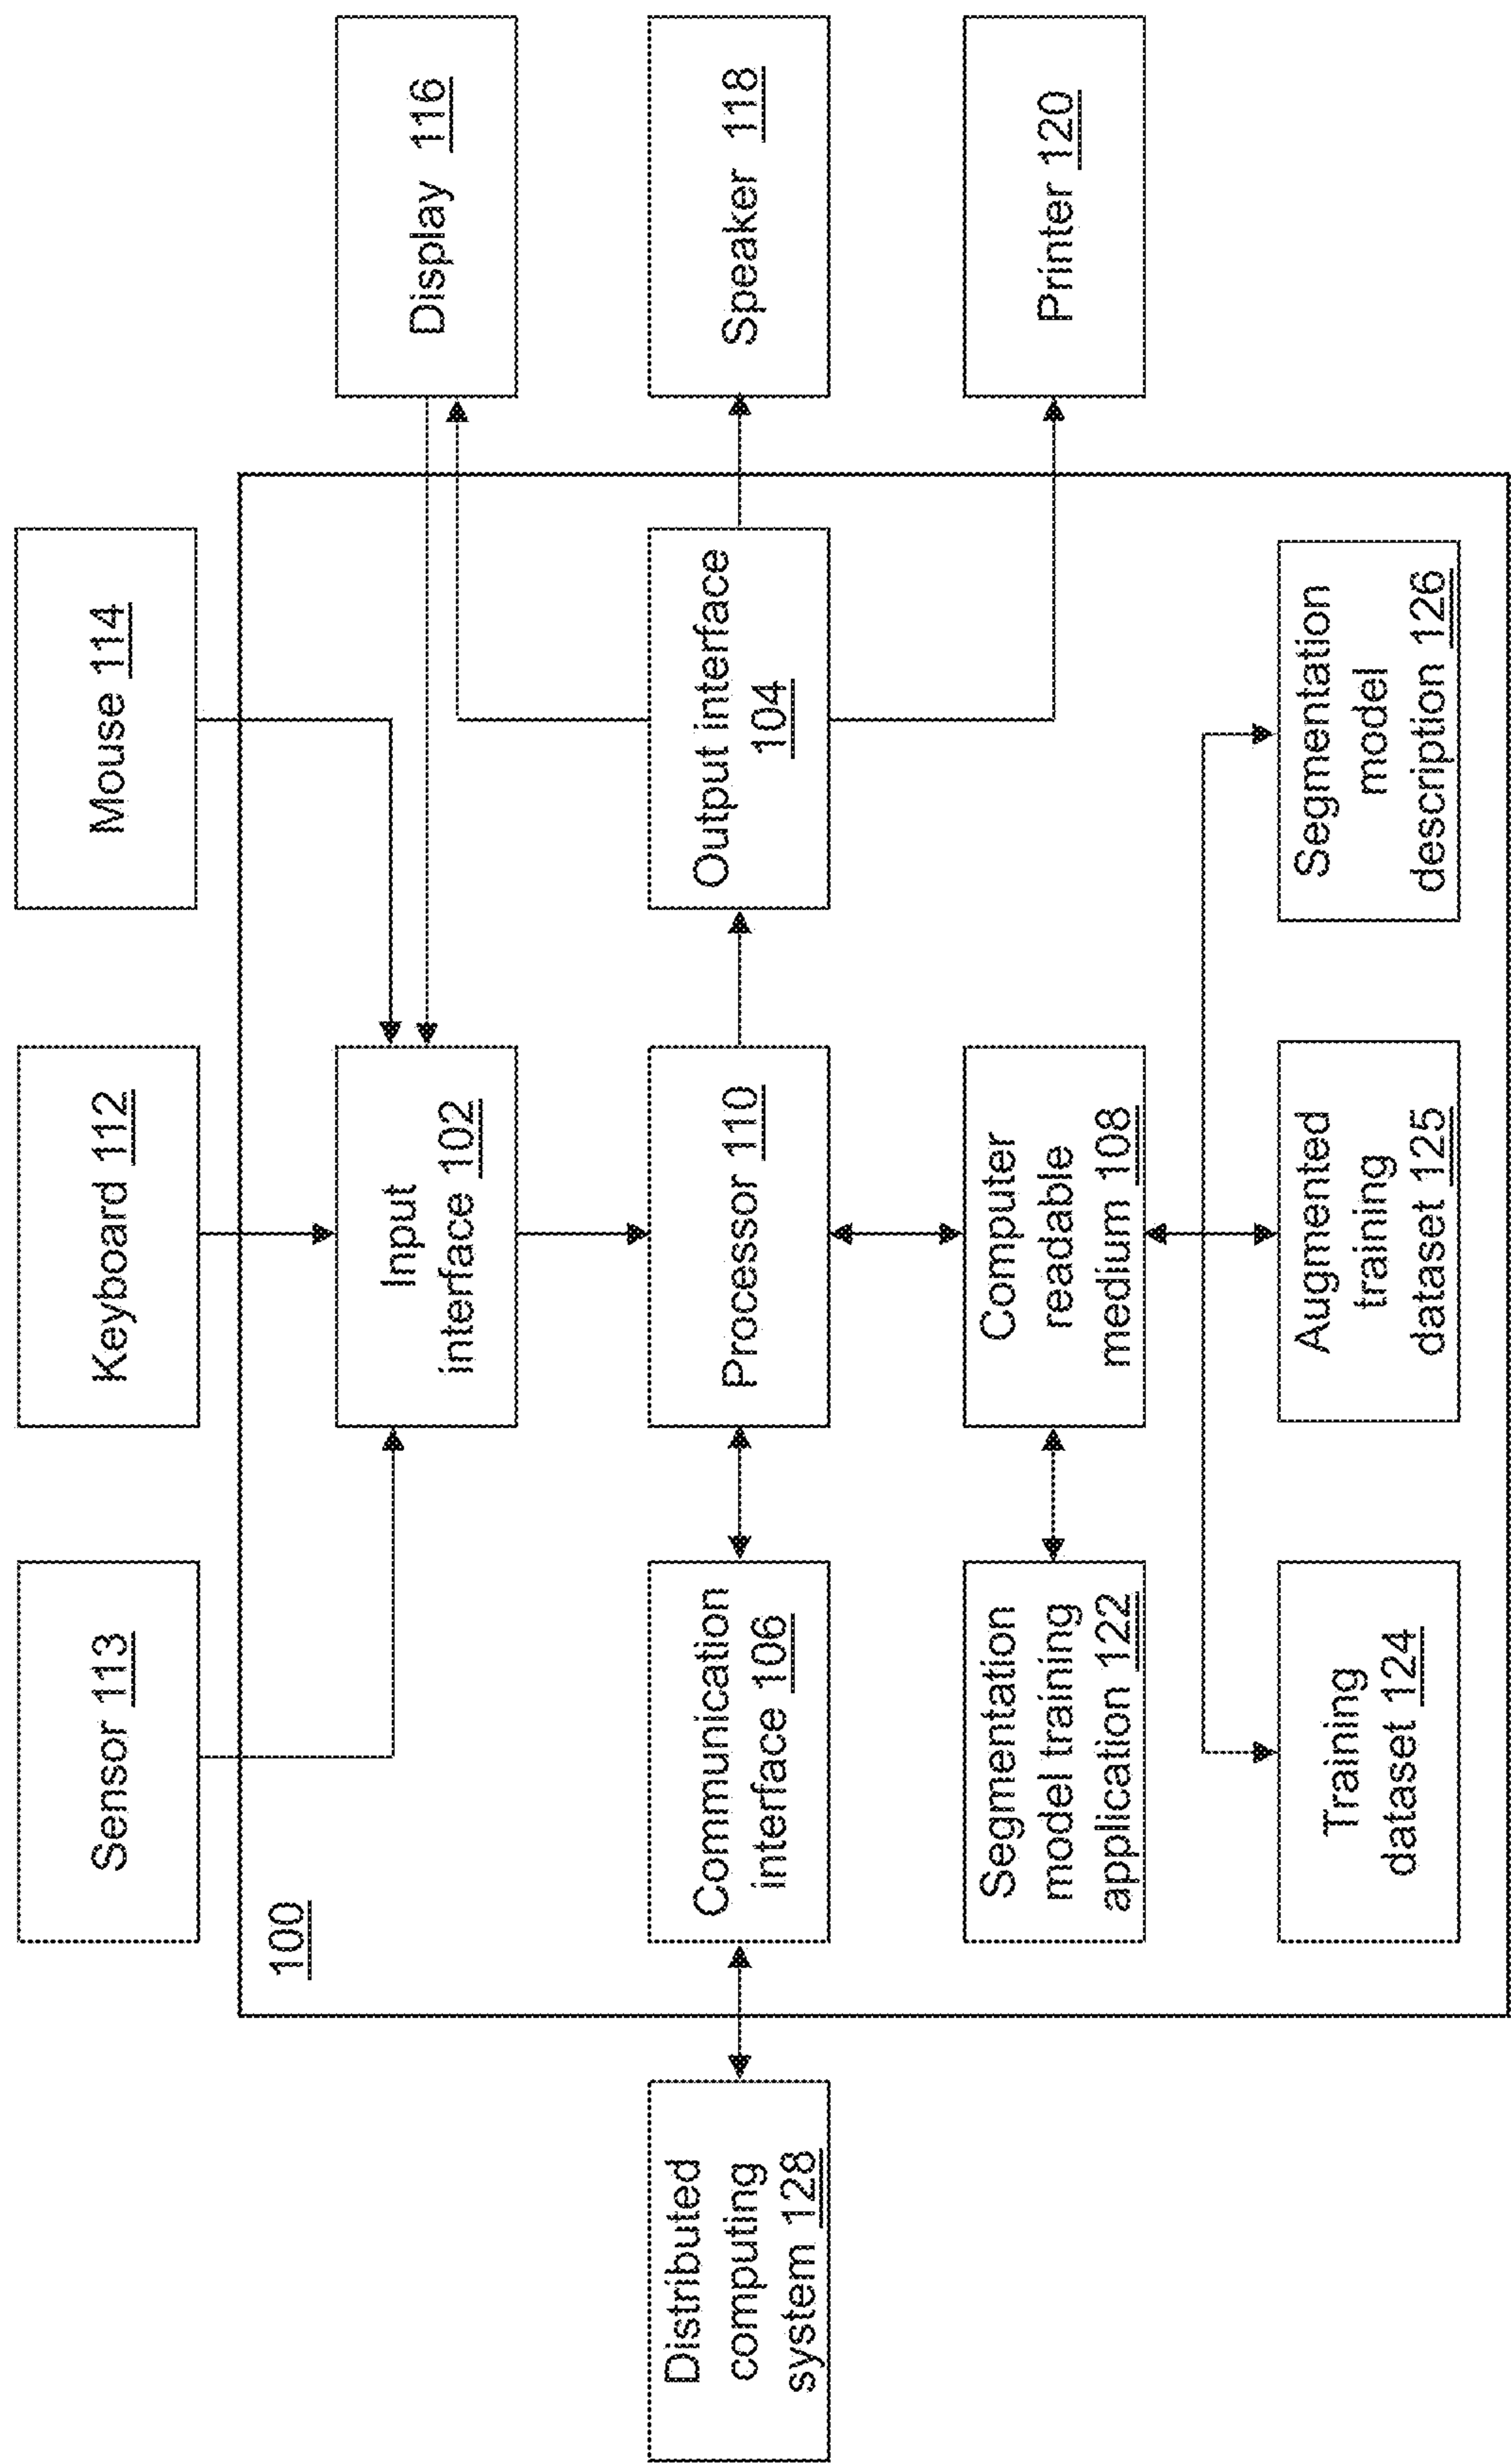 Sensor 113
Keyboard 112
Mouse 114
100
Input
interface 102
Display 116
Distributed
computing
system 128
Communication
interface 106
Processor 110
Output interface
104
Speaker 118
Segmentation
model training
application 122
Computer
readable
medium 108
Printer 120
Training
dataset 124
Augmented
training
dataset 125
Segmentation
model
description 126